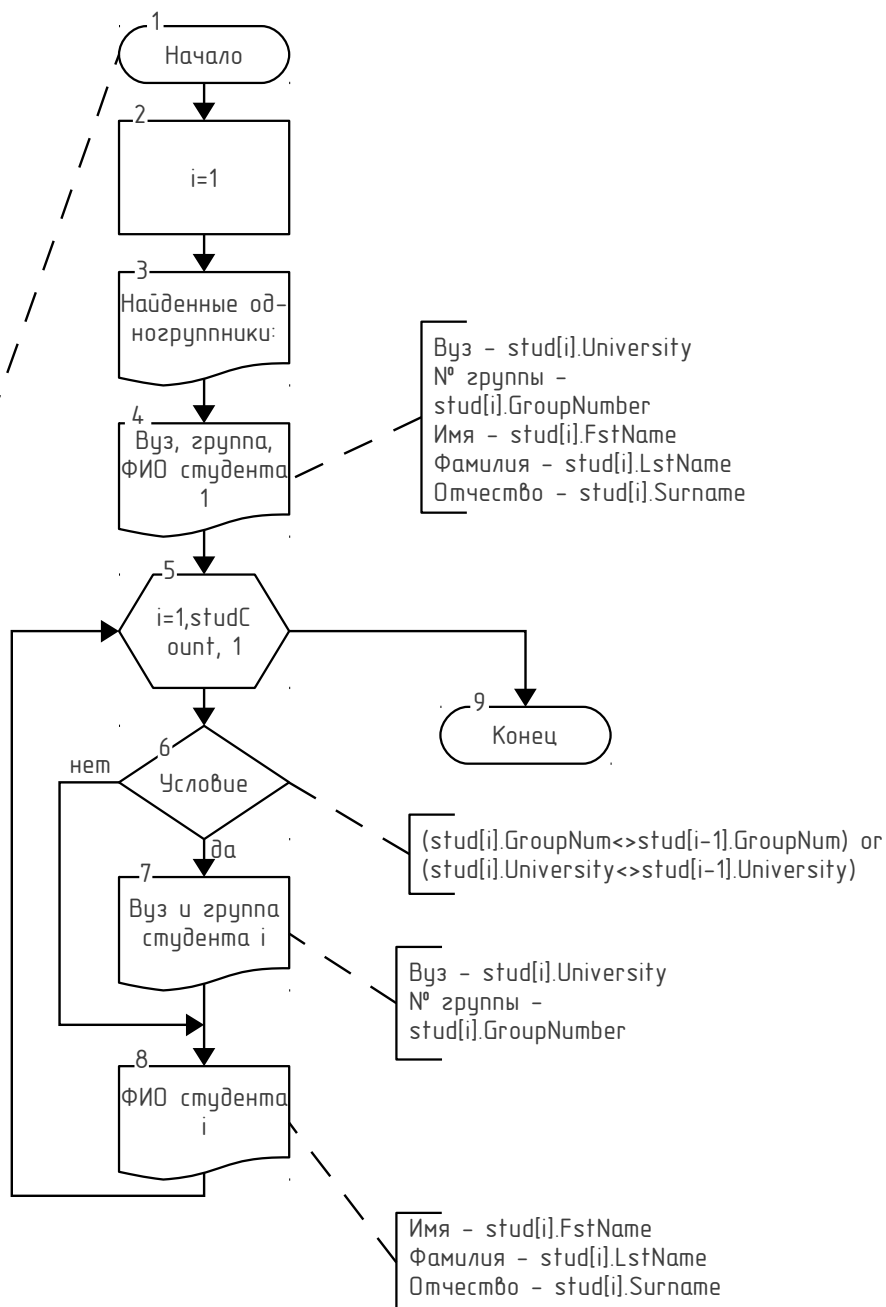 1
Начало
2
i=1
3
Найденные од-
ногруппники:
4
Вуз, группа,
ФИО студента
1
Вуз - stud[i].University
№ группы -
stud[i].GroupNumber
Имя - stud[i].FstName
Фамилия - stud[i].LstName
Отчество - stud[i].Surname
5
i=1,studC
ount, 1
9
Конец
6
Условие
нет
да
(stud[i].GroupNum<>stud[i-1].GroupNum) or
(stud[i].University<>stud[i-1].University)
7
Вуз и группа
студента i
Вуз - stud[i].University
№ группы -
stud[i].GroupNumber
8
ФИО студента
i
Имя - stud[i].FstName
Фамилия - stud[i].LstName
Отчество - stud[i].Surname